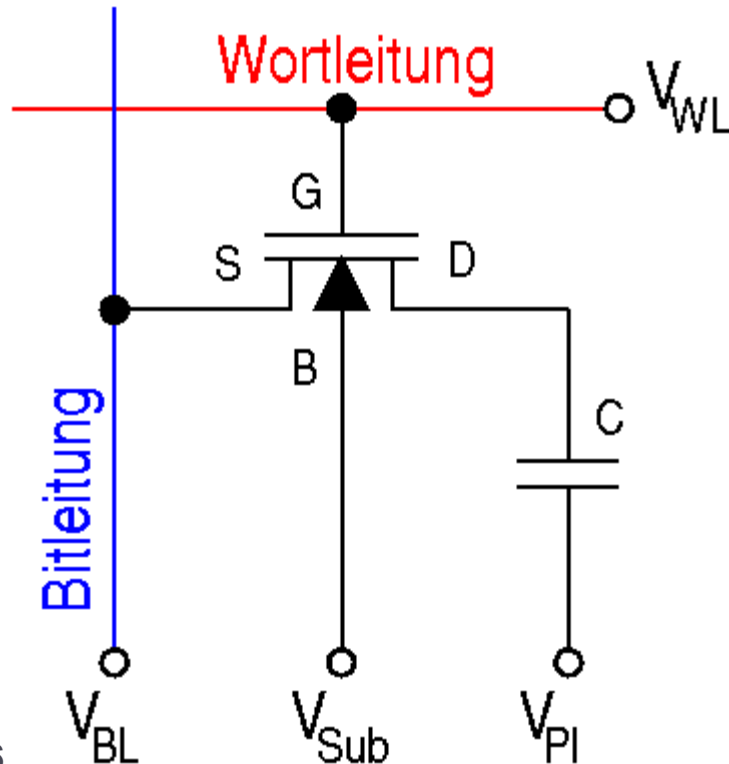 Wortleitung
V_WL
G
S
D
B
C
Bitleitung
V_BL
V_Sub
V_Pl